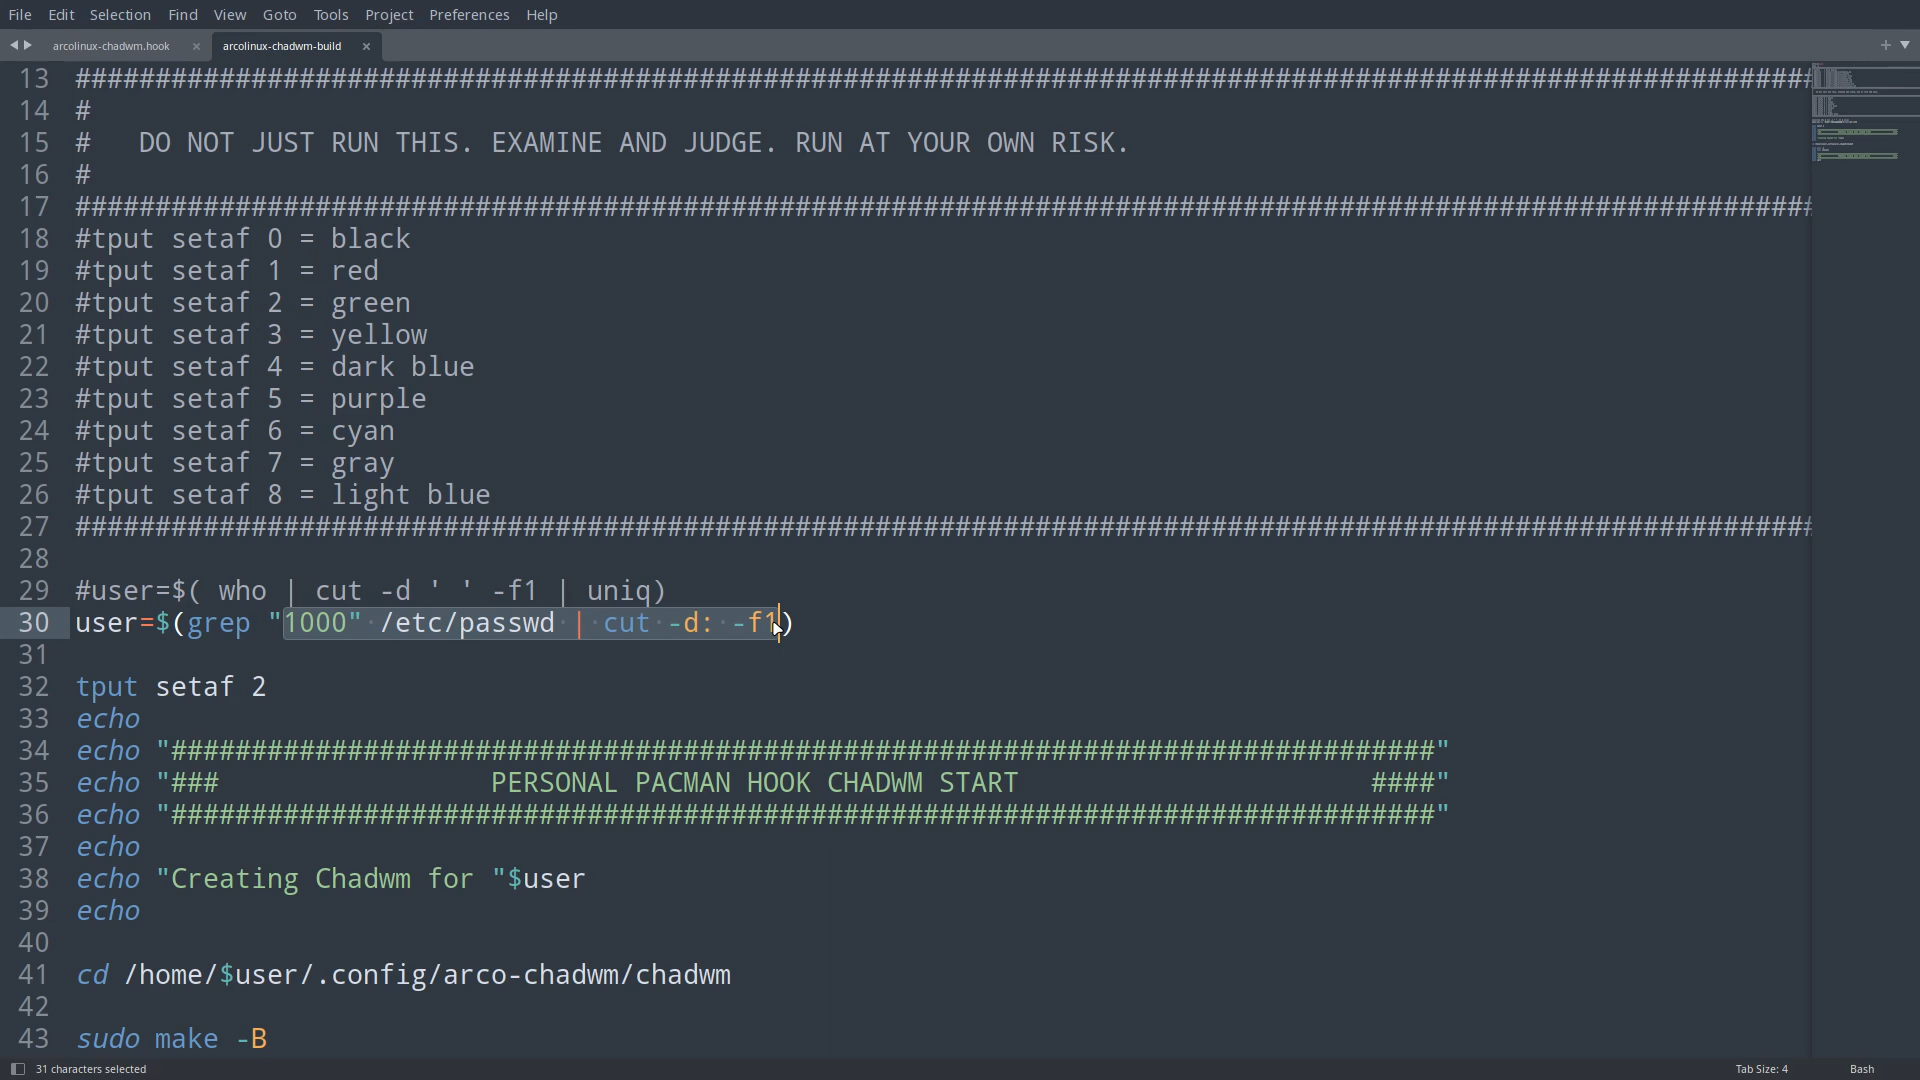 File Edit Selection Find View Goto Tools Project Preferences Help
arcolinux-chadwm.hook × arcolinux-chadwm-build ×
13 #############################################################################################################
14 #
15 #   DO NOT JUST RUN THIS. EXAMINE AND JUDGE. RUN AT YOUR OWN RISK.
16 #
17 #############################################################################################################
18 #tput setaf 0 = black
19 #tput setaf 1 = red
20 #tput setaf 2 = green
21 #tput setaf 3 = yellow
22 #tput setaf 4 = dark blue
23 #tput setaf 5 = purple
24 #tput setaf 6 = cyan
25 #tput setaf 7 = gray
26 #tput setaf 8 = light blue
27 #############################################################################################################
28
29 #user=$( who | cut -d ' ' -f1 | uniq)
30 user=$(grep "1000" /etc/passwd | cut -d: -f1)
31
32 tput setaf 2
33 echo
34 echo "###############################################################################"
35 echo "###                 PERSONAL PACMAN HOOK CHADWM START                      ####"
36 echo "###############################################################################"
37 echo
38 echo "Creating Chadwm for "$user
39 echo
40
41 cd /home/$user/.config/arco-chadwm/chadwm
42
43 sudo make -B
31 characters selected Tab Size: 4 Bash